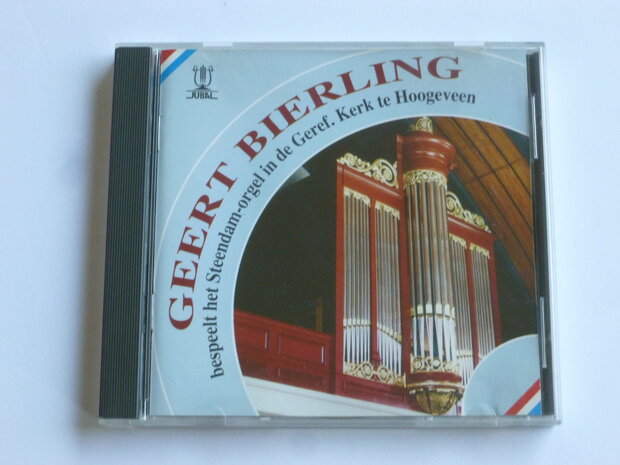 JUBAL
GEERT BIERLING
bespeelt het Steendam-orgel in de Geref. Kerk te Hoogeveen